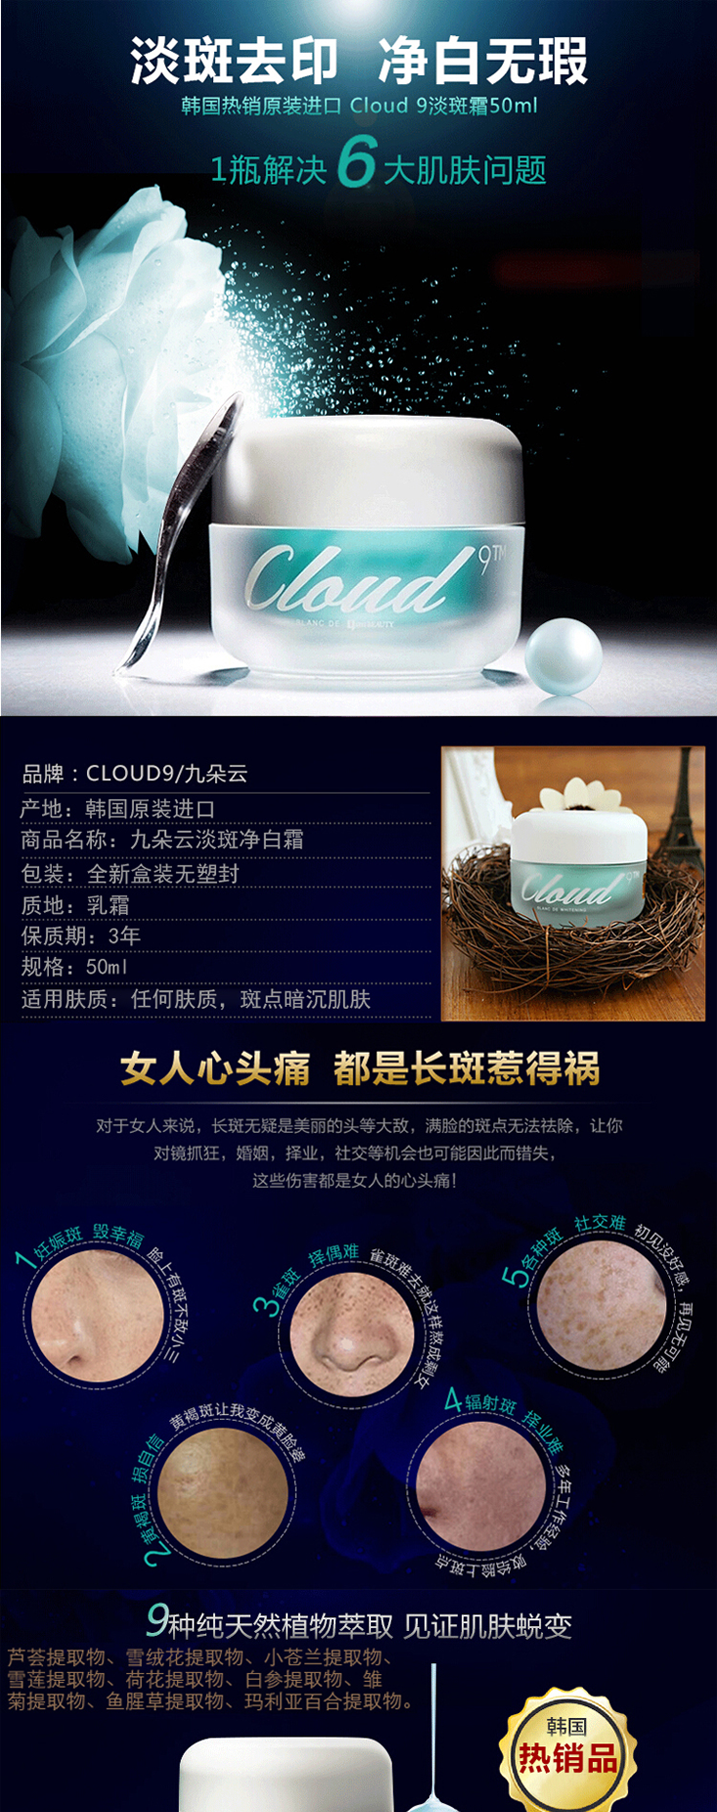 淡斑去印 净白无瑕
韩国热销原装进口 Cloud 9淡斑霜50ml
1瓶解决6大肌肤问题
Cloud 9™
BLANC DE
品牌：CLOUD9/九朵云
产地：韩国原装进口
商品名称：九朵云淡斑净白霜
包装：全新盒装无塑封
质地：乳霜
保质期：3年
规格：50ml
适用肤质：任何肤质，斑点暗沉肌肤
Cloud 9™
BLANC DE WHITENING
女人心头痛 都是长斑惹得祸
对于女人来说，长斑无疑是美丽的头等大敌，满脸的斑点无法祛除，让你
对镜抓狂，婚姻，择业，社交等机会也可能因此而错失，
这些伤害都是女人的心头痛！
1妊娠斑 毁幸福
脸上有斑不敌小三
3雀斑 择偶难
雀斑难去就这样熬成剩女
5各种斑 社交难
初见没好感，再见无可能
2黄褐斑 损自信
黄褐斑让我变成黄脸婆
4辐射斑 择业难
多年工作经验，败给脸上斑点
9种纯天然植物萃取 见证肌肤蜕变
芦荟提取物、雪绒花提取物、小苍兰提取物、
雪莲提取物、荷花提取物、白参提取物、雏
菊提取物、鱼腥草提取物、玛利亚百合提取物。
韩国
热销品